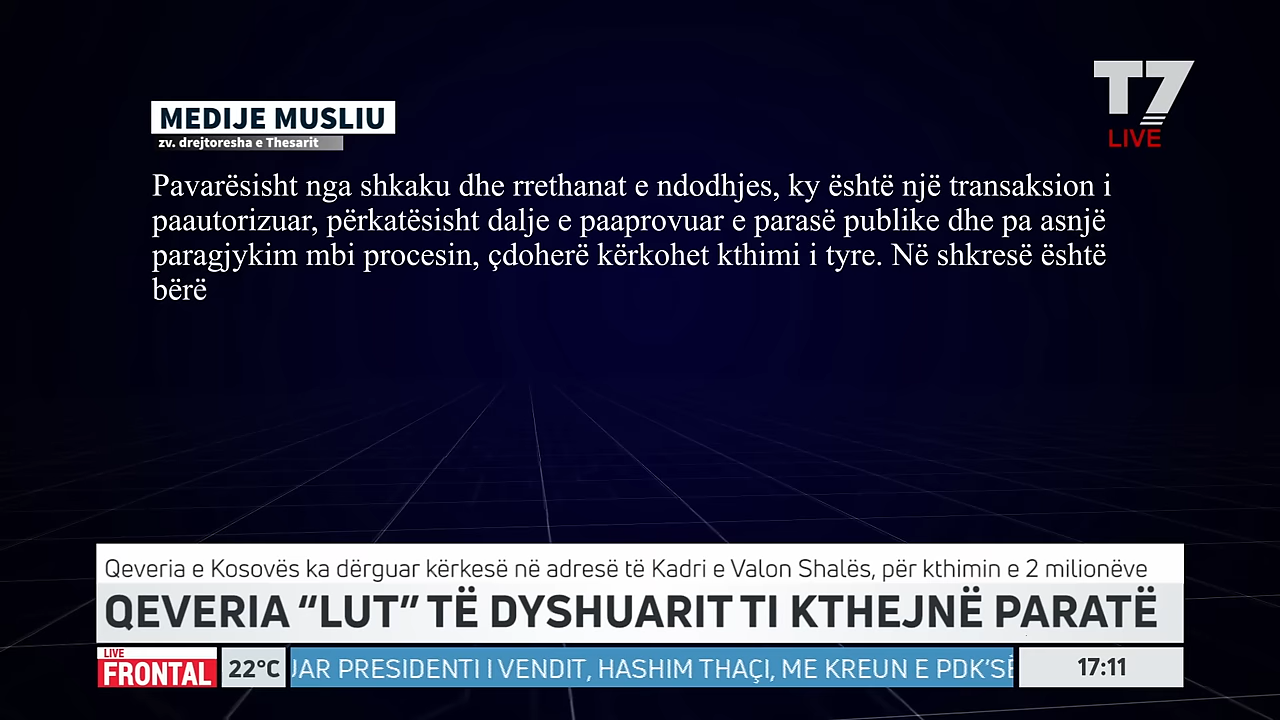 T7
LIVE
MEDIJE MUSLIU
zv. drejtoresha e Thesarit
Pavarësisht nga shkaku dhe rrethanat e ndodhjes, ky është një transaksion i
paautorizuar, përkatësisht dalje e paaprovuar e parasë publike dhe pa asnjë
paragjykim mbi procesin, çdoherë kërkohet kthimi i tyre. Në shkresë është
bërë
Qeveria e Kosovës ka dërguar kërkesë në adresë të Kadri e Valon Shalës, për kthimin e 2 milionëve
QEVERIA “LUT” TË DYSHUARIT TI KTHEJNË PARATË
LIVE
FRONTAL
22°C
JAR PRESIDENTI I VENDIT, HASHIM THAÇI, ME KREUN E PDK’SË
17:11